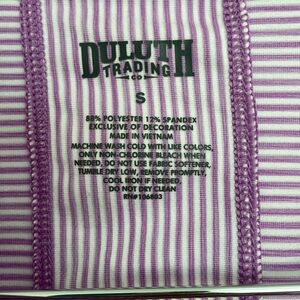 DULUTH
TRADING
CO
S
88% POLYESTER 12% SPANDEX
EXCLUSIVE OF DECORATION
MADE IN VIETNAM
MACHINE WASH COLD WITH LIKE COLORS,
ONLY NON-CHLORINE BLEACH WHEN
NEEDED, DO NOT USE FABRIC SOFTENER,
TUMBLE DRY LOW, REMOVE PROMPTLY,
COOL IRON IF NEEDED,
DO NOT DRY CLEAN
RN#106803